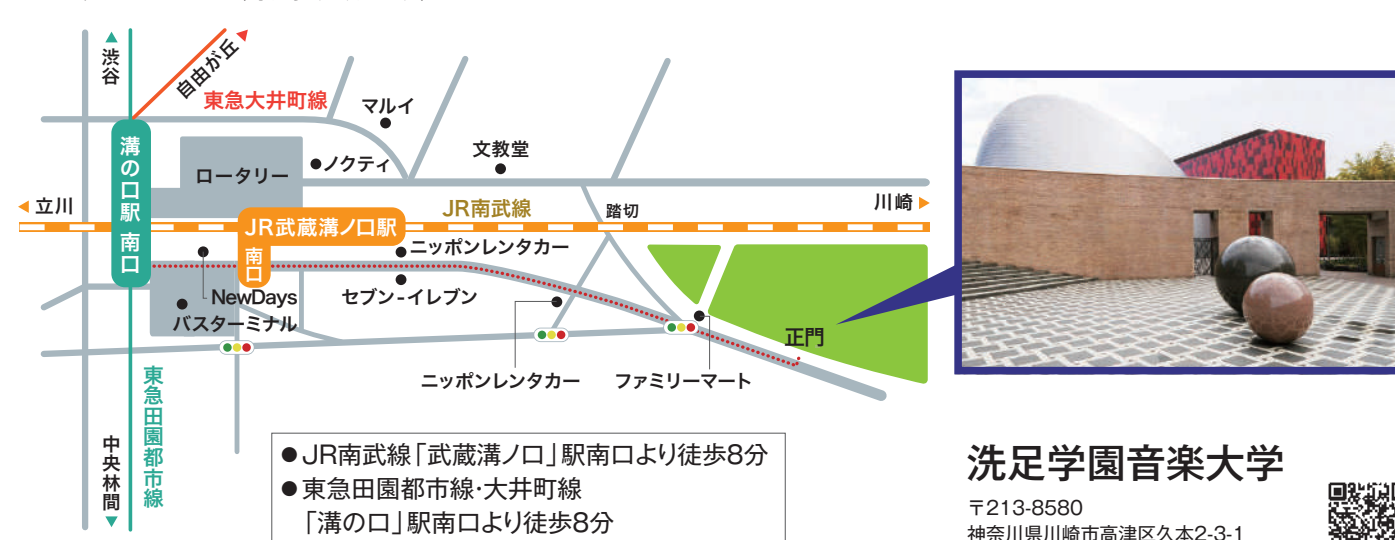 渋谷
自由が丘
東急大井町線
マルイ
文教堂
ノクティ
ロータリー
溝の口駅 南口
立川
JR武蔵溝ノ口駅
南口
JR南武線
踏切
川崎
ニッポンレンタカー
NewDays
セブン-イレブン
バスターミナル
正門
ニッポンレンタカー
ファミリーマート
東急田園都市線
中央林間
●JR南武線「武蔵溝ノ口」駅南口より徒歩8分
●東急田園都市線・大井町線
「溝の口」駅南口より徒歩8分
洗足学園音楽大学
〒213-8580
神奈川県川崎市高津区久本2-3-1